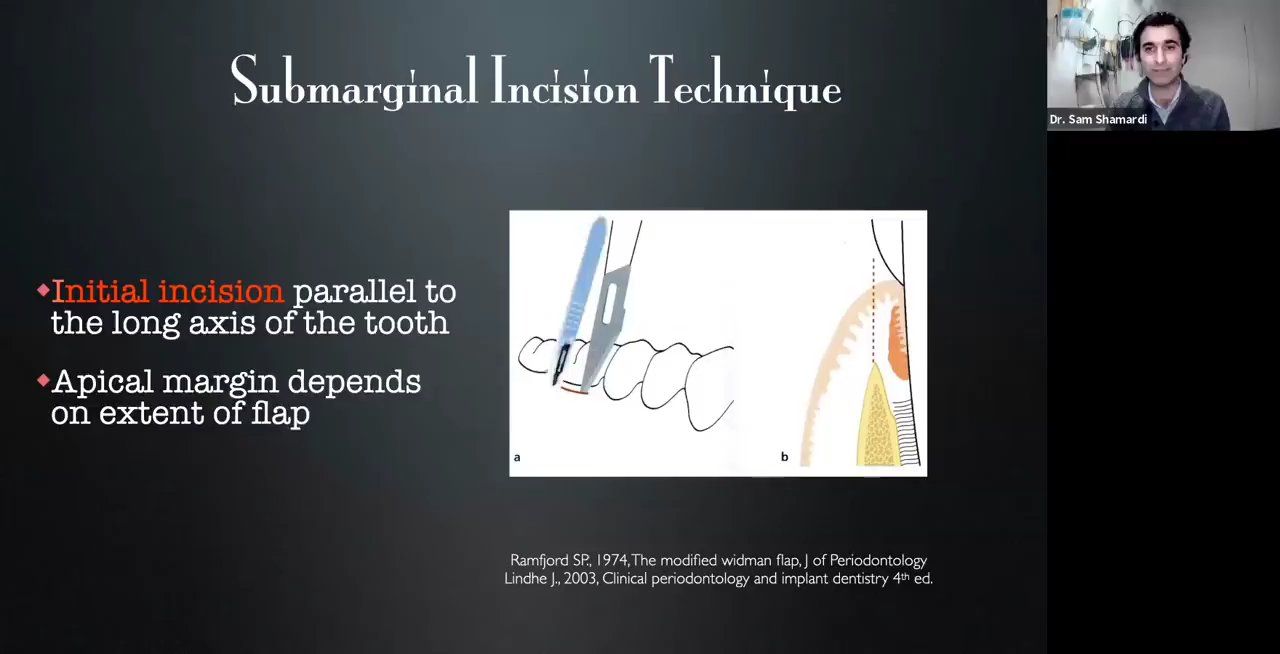 Submarginal Incision Technique
Dr. Sam Shamardi
Initial incision parallel to
the long axis of the tooth
Apical margin depends
on extent of flap
a
b
Ramfjord SP., 1974,The modified widman flap, J of Periodontology
Lindhe J., 2003, Clinical periodontology and implant dentistry 4th ed.